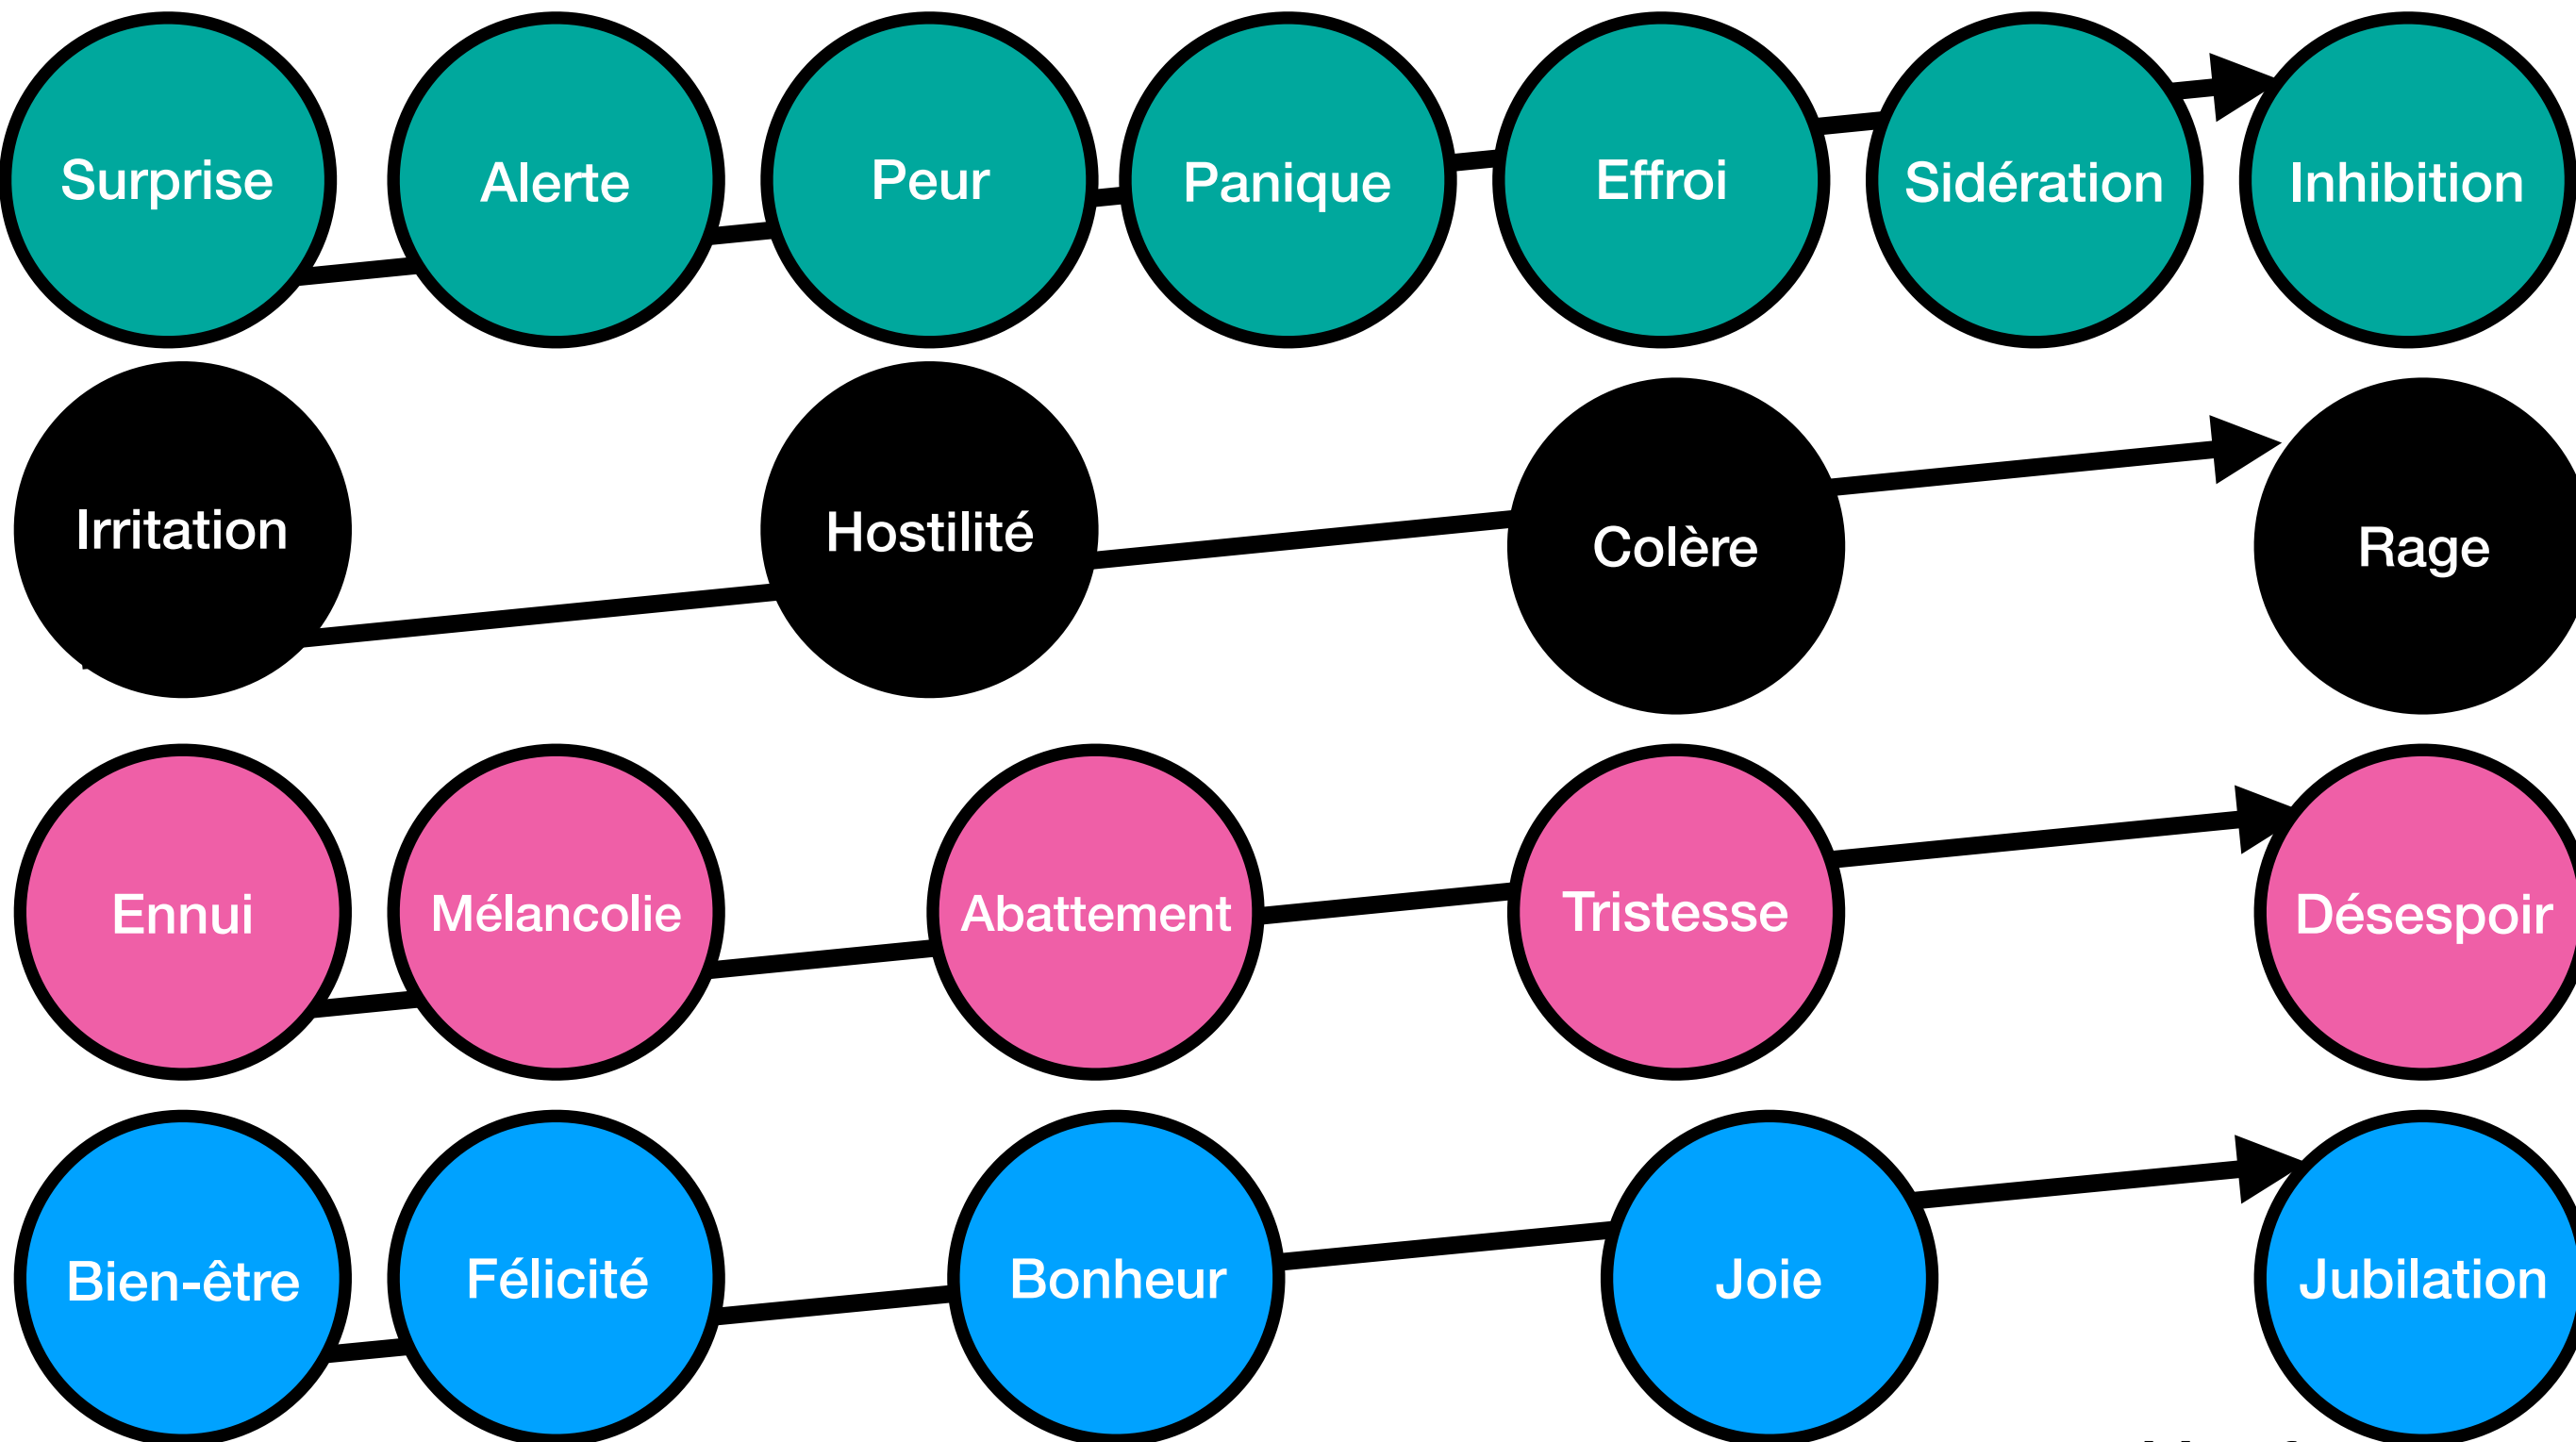 Surprise
Alerte
Peur
Panique
Effroi
Sidération
Inhibition
Irritation
Hostilité
Colère
Rage
Ennui
Mélancolie
Abattement
Tristesse
Désespoir
Bien-être
Félicité
Bonheur
Joie
Jubilation